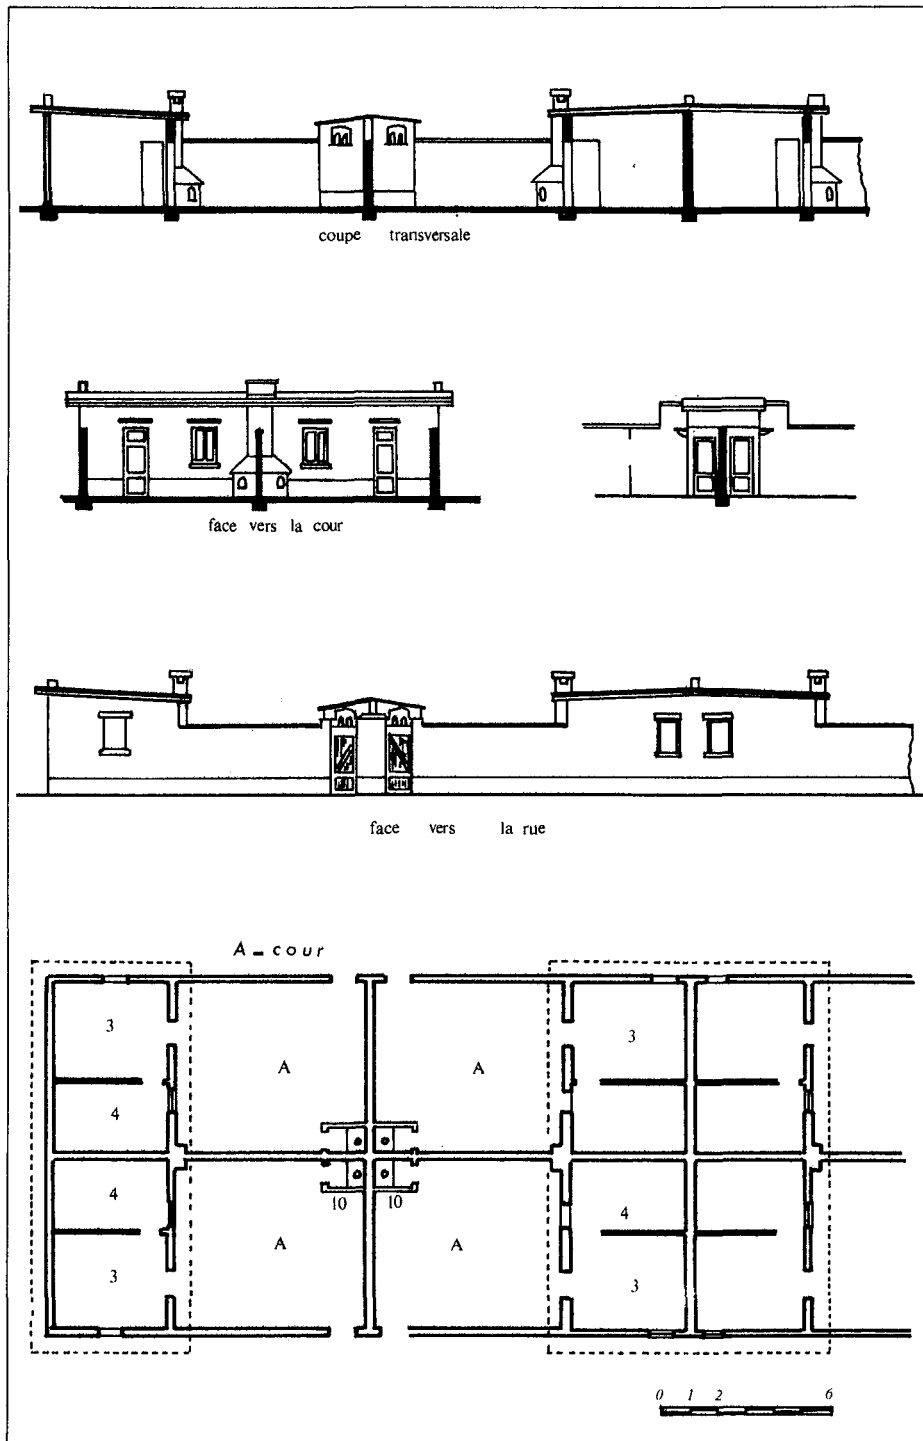 coupe transversale
face vers la cour
face vers la rue
A - cour
3 3
A A
4
4 4
10 10
A A
3 3
0 1 2 6